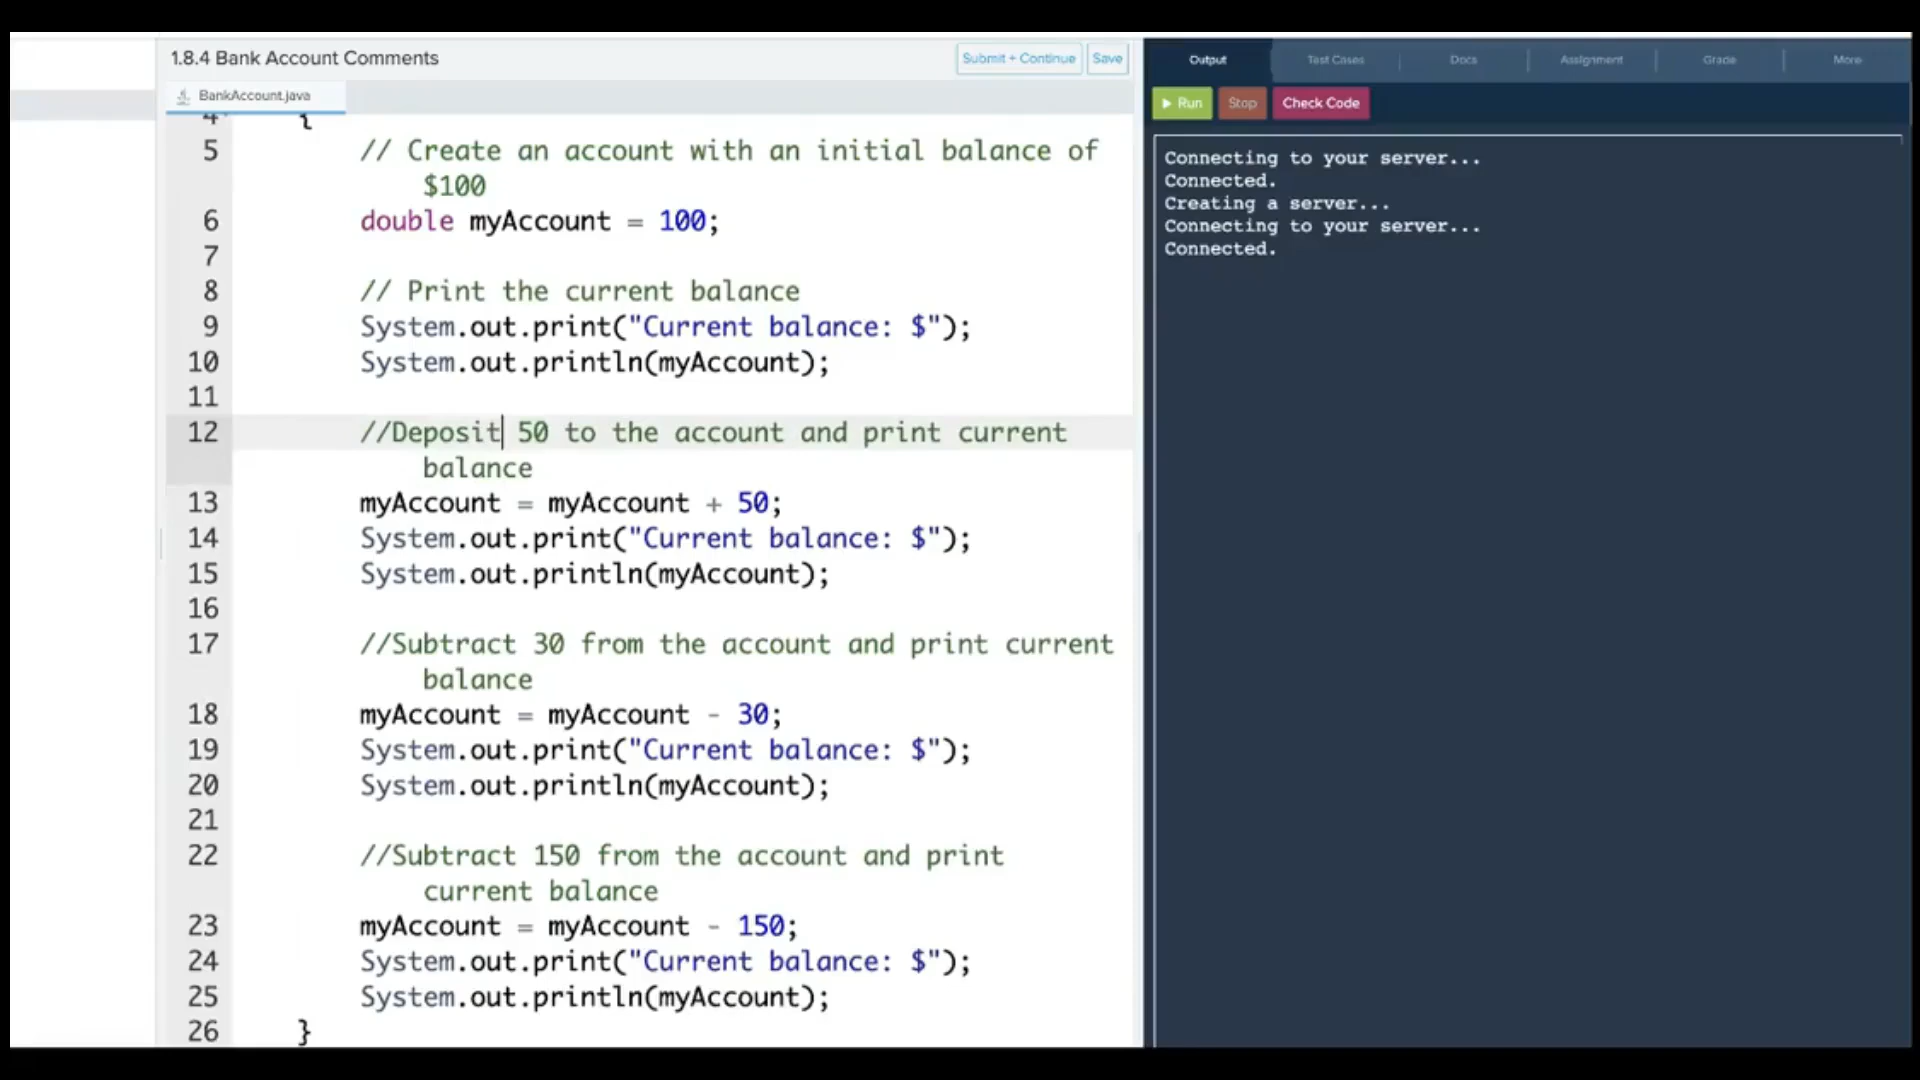 1.8.4 Bank Account Comments
Submit + Continue
Save
BankAccount.java
4 {
5 // Create an account with an initial balance of
$100
6 double myAccount = 100;
7
8 // Print the current balance
9 System.out.print("Current balance: $");
10 System.out.println(myAccount);
11
12 //Deposit 50 to the account and print current
balance
13 myAccount = myAccount + 50;
14 System.out.print("Current balance: $");
15 System.out.println(myAccount);
16
17 //Subtract 30 from the account and print current
balance
18 myAccount = myAccount - 30;
19 System.out.print("Current balance: $");
20 System.out.println(myAccount);
21
22 //Subtract 150 from the account and print
current balance
23 myAccount = myAccount - 150;
24 System.out.print("Current balance: $");
25 System.out.println(myAccount);
26 }
Output
Test Cases
Docs
Assignment
Grade
More
Run
Stop
Check Code
Connecting to your server...
Connected.
Creating a server...
Connecting to your server...
Connected.